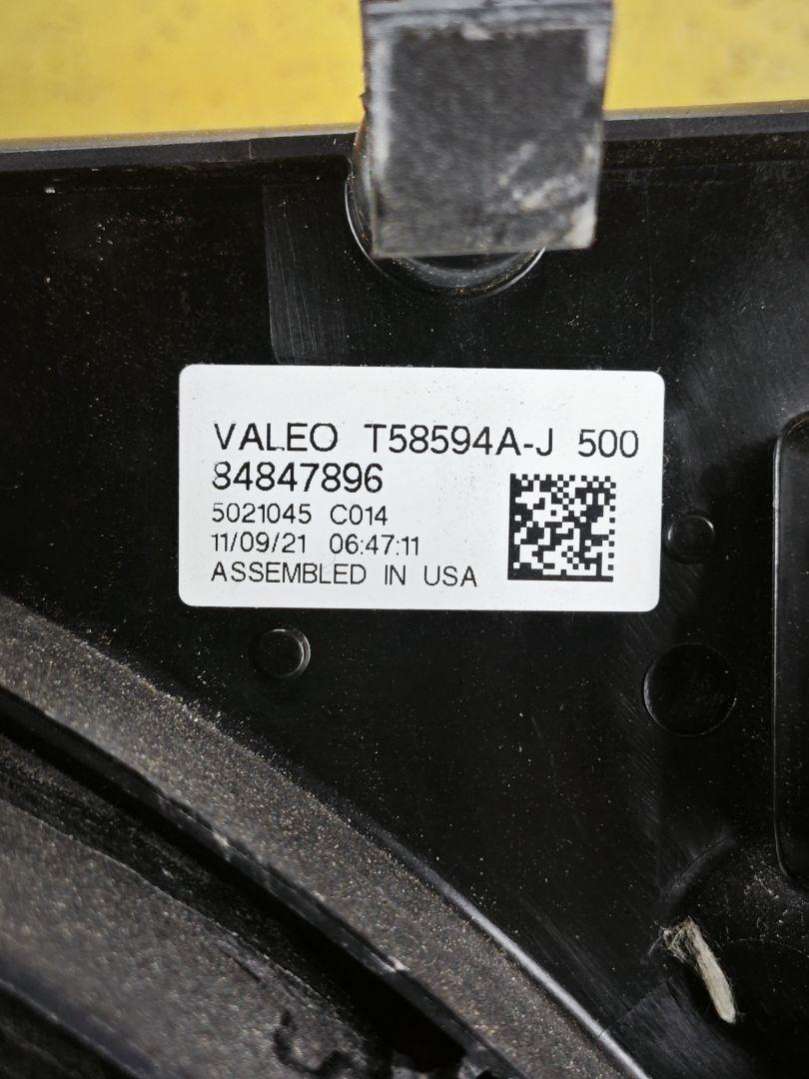 VALEO T58594A-J 500
84847896
5021045 C014
11/09/21 06:47:11
ASSEMBLED IN USA